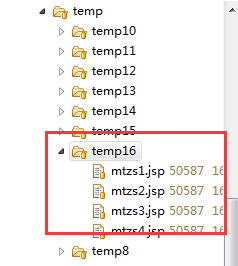 temp
temp10
temp11
temp12
temp13
temp14
temp15
temp16
mtzs1.jsp 50587 16
mtzs2.jsp 50587 16
mtzs3.jsp 50587 16
mtzs4.jsp 50587 16
temp8